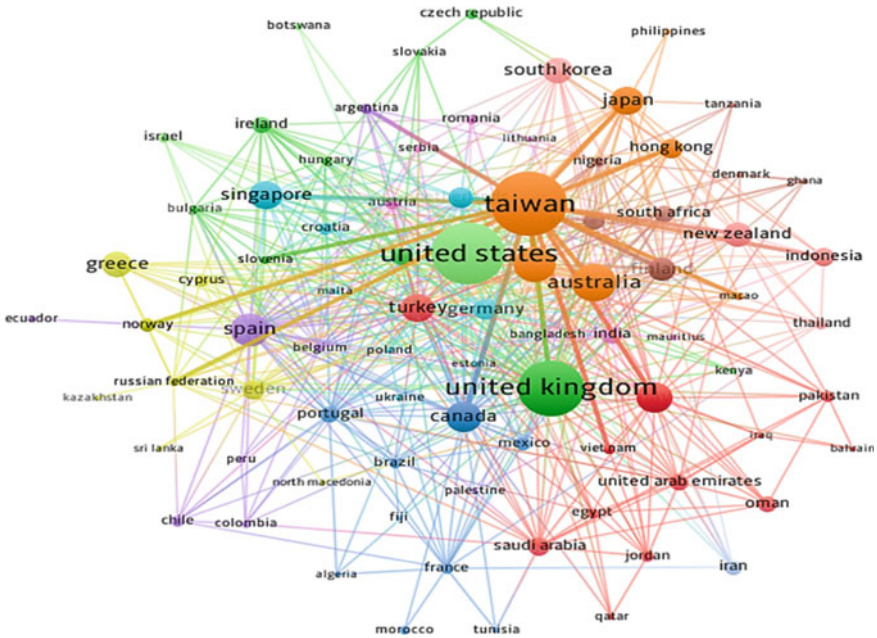 czech republic
botswana
philippines
slovakia
south korea
japan
tanzania
argentina
romania
ireland
serbia
lithuania
hong kong
israel
hungary
nigeria
denmark
ghana
singapore
austria
taiwan
south africa
bulgaria
croatia
new zealand
united states
indonesia
slovenia
greece
finland
cyprus
australia
malta
macao
turkey
germany
ecuador
norway
spain
thailand
bangladesh
india
mauritius
belgium
poland
estonia
kenya
russian federation
sweden
united kingdom
kazakhstan
ukraine
pakistan
portugal
canada
mexico
iraq
sri lanka
viet nam
bahrain
peru
brazil
north macedonia
palestine
united arab emirates
oman
chile
colombia
fiji
egypt
saudi arabia
jordan
algeria
france
iran
qatar
morocco
tunisia